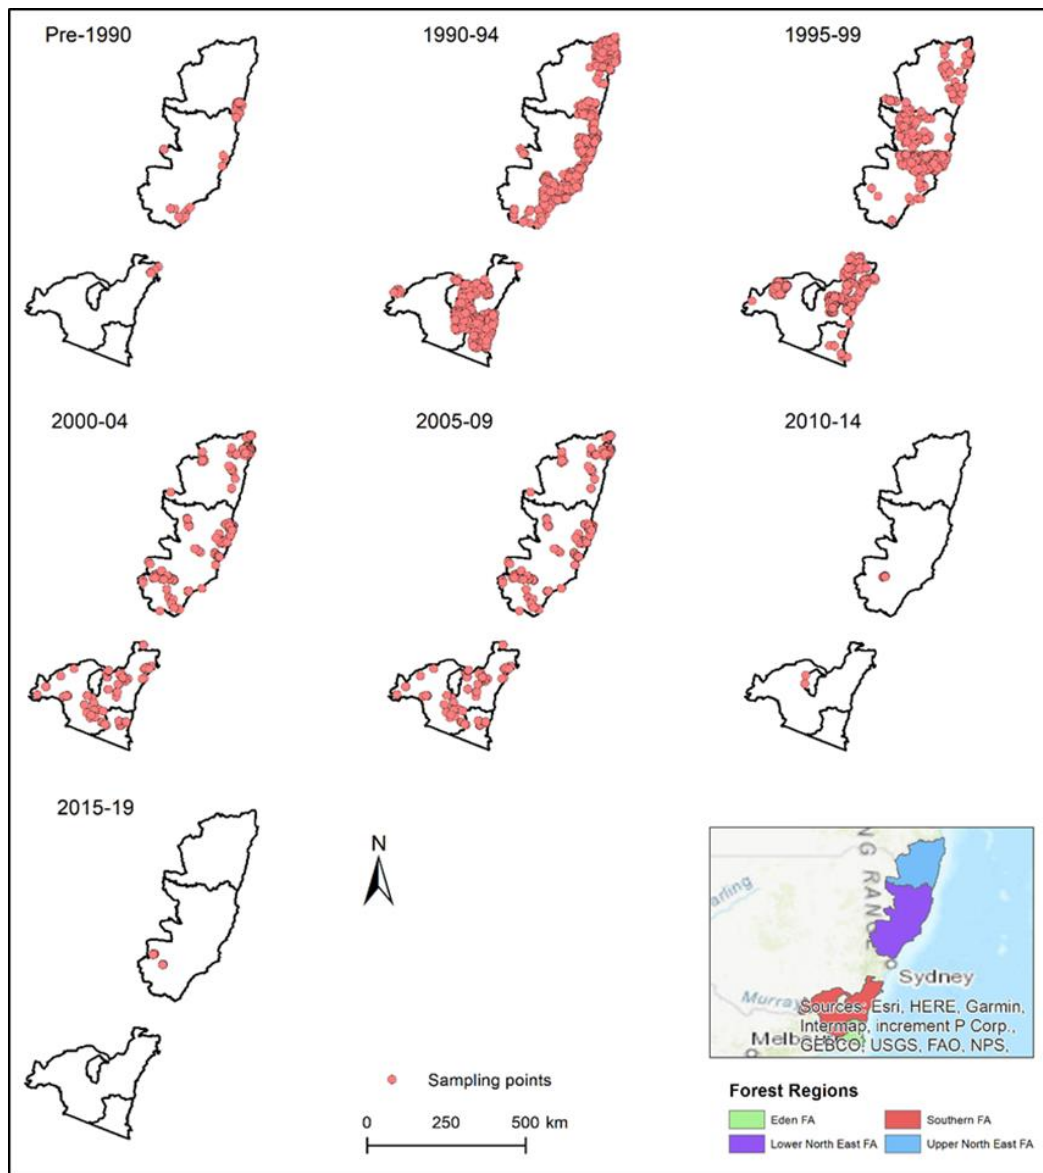 Pre-1990
1990-94
1995-99
2000-04
2005-09
2010-14
2015-19
N
Sampling points
0 250 500 km
NG RANGE
arling
Sydney
Murray
Melbou
Sources: Esri, HERE, Garmin,
Intermap, increment P Corp.,
GEBCO, USGS, FAO, NPS,
Forest Regions
Eden FA
Southern FA
Lower North East FA
Upper North East FA